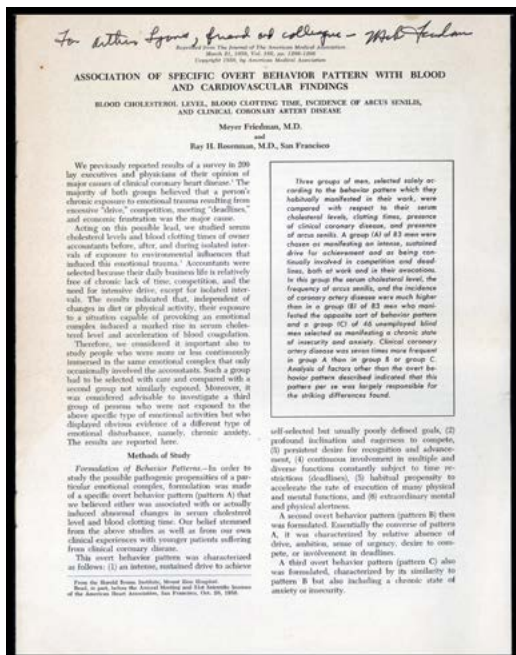 For Arthur Lyons, friend and colleague –
Reprinted from The Journal of The American Medical Association
March 21, 1959, Vol. 169, pp. 1286-1296
Copyright 1959, by American Medical Association
ASSOCIATION OF SPECIFIC OVERT BEHAVIOR PATTERN WITH BLOOD
AND CARDIOVASCULAR FINDINGS
BLOOD CHOLESTEROL LEVEL, BLOOD CLOTTING TIME, INCIDENCE OF ARCUS SENILIS,
AND CLINICAL CORONARY ARTERY DISEASE
Meyer Friedman, M.D.
and
Ray H. Rosenman, M.D., San Francisco
We previously reported results of a survey in 200
lay executives and physicians of their opinion of
major causes of clinical coronary heart disease.¹ The
majority of both groups believed that a person's
chronic exposure to emotional trauma resulting from
excessive "drive," competition, meeting "deadlines,"
and economic frustration was the major cause.
Acting on this possible lead, we studied serum
cholesterol levels and blood clotting times of owner
accountants before, after, and during isolated inter-
vals of exposure to environmental influences that
induced this emotional trauma.² Accountants were
selected because their daily business life is relatively
free of chronic lack of time, competition, and the
need for intensive drive, except for isolated inter-
vals. The results indicated that, independent of
changes in diet or physical activity, their exposure
to a situation capable of provoking an emotional
complex induced a marked rise in serum choles-
terol level and acceleration of blood coagulation.
Therefore, we considered it important also to
study people who were more or less continuously
immersed in the same emotional complex that only
occasionally involved the accountants. Such a group
had to be selected with care and compared with a
second group not similarly exposed. Moreover, it
was considered advisable to investigate a third
group of persons who were not exposed to the
above specific type of emotional activities but who
displayed obvious evidence of a different type of
emotional disturbance, namely, chronic anxiety.
The results are reported here.
Methods of Study
Formulation of Behavior Patterns.—In order to
study the possible pathogenic propensities of a par-
ticular emotional complex, formulation was made
of a specific overt behavior pattern (pattern A) that
we believed either was associated with or actually
induced abnormal changes in serum cholesterol
level and blood clotting time. Our belief stemmed
from the above studies as well as from our own
clinical experiences with younger patients suffering
from clinical coronary disease.
This overt behavior pattern was characterized
as follows: (1) an intense, sustained drive to achieve
From the Harold Brunn Institute, Mount Zion Hospital.
Read, in part, before the Annual Meeting and 31st Scientific Sessions
of the American Heart Association, San Francisco, Oct. 26, 1958.
Three groups of men, selected solely ac-
cording to the behavior pattern which they
habitually manifested in their work, were
compared with respect to their serum
cholesterol levels, clotting times, presence
of clinical coronary disease, and presence
of arcus senilis. A group (A) of 83 men were
chosen as manifesting an intense, sustained
drive for achievement and as being con-
tinually involved in competition and dead-
lines, both at work and in their avocations.
In this group the serum cholesterol level, the
frequency of arcus senilis, and the incidence
of coronary artery disease were much higher
than in a group (B) of 83 men who mani-
fested the opposite sort of behavior pattern
and a group (C) of 46 unemployed blind
men selected as manifesting a chronic state
of insecurity and anxiety. Clinical coronary
artery disease was seven times more frequent
in group A than in group B or group C.
Analysis of factors other than the overt be-
havior pattern described indicated that this
pattern per se was largely responsible for
the striking differences found.
self-selected but usually poorly defined goals, (2)
profound inclination and eagerness to compete,
(3) persistent desire for recognition and advance-
ment, (4) continuous involvement in multiple and
diverse functions constantly subject to time re-
strictions (deadlines), (5) habitual propensity to
accelerate the rate of execution of many physical
and mental functions, and (6) extraordinary mental
and physical alertness.
A second overt behavior pattern (pattern B) then
was formulated. Essentially the converse of pattern
A, it was characterized by relative absence of
drive, ambition, sense of urgency, desire to com-
pete, or involvement in deadlines.
A third overt behavior pattern (pattern C) also
was formulated, characterized by its similarity to
pattern B but also including a chronic state of
anxiety or insecurity.